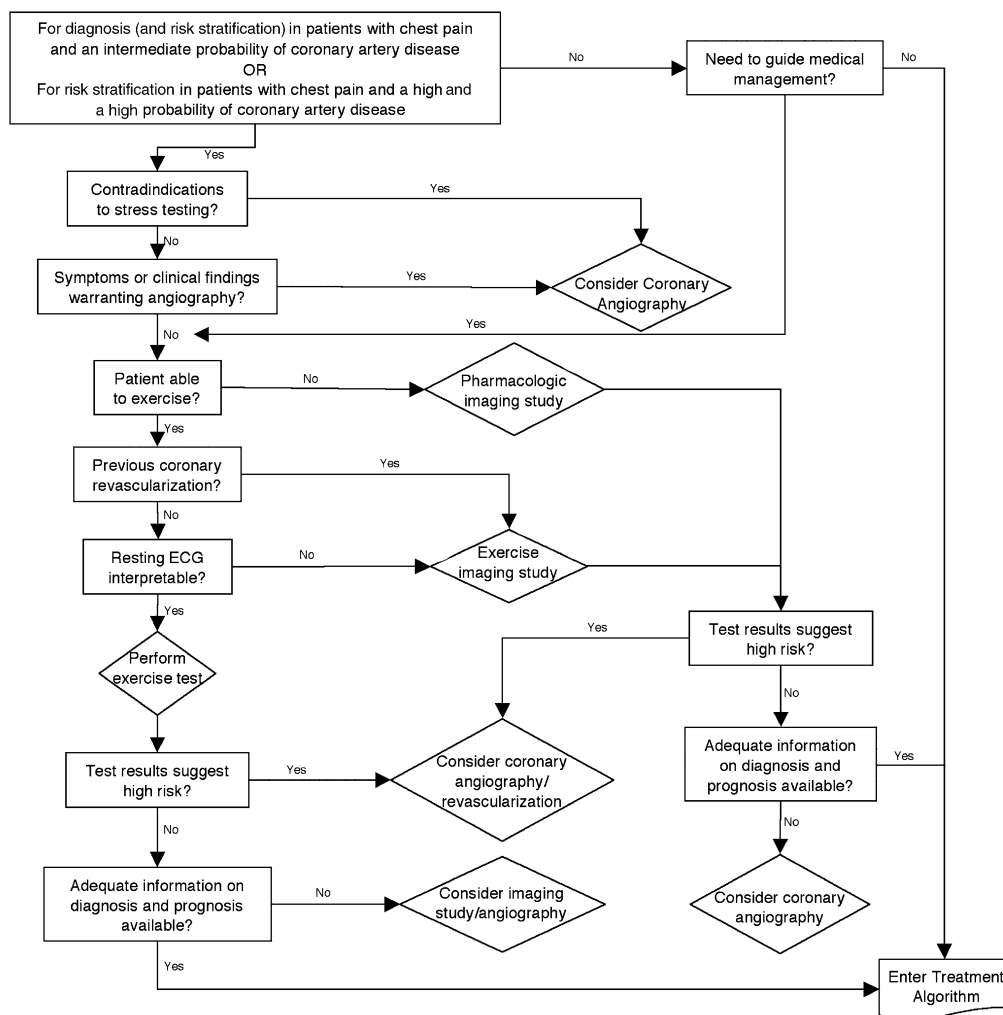 For diagnosis (and risk stratification) in patients with chest pain
and an intermediate probability of coronary artery disease
OR
For risk stratification in patients with chest pain and a high and
a high probability of coronary artery disease
No
Need to guide medical
management?
No
Yes
Contradindications
to stress testing?
Yes
No
Symptoms or clinical findings
warranting angiography?
Yes
Consider Coronary
Angiography
No
Yes
Patient able
to exercise?
No
Pharmacologic
imaging study
Yes
Previous coronary
revascularization?
Yes
No
Resting ECG
interpretable?
No
Exercise
imaging study
Yes
Perform
exercise test
Yes
Test results suggest
high risk?
No
Test results suggest
high risk?
Yes
Consider coronary
angiography/
revascularization
Adequate information
on diagnosis and
prognosis available?
Yes
No
No
Adequate information on
diagnosis and prognosis
available?
No
Consider imaging
study/angiography
Consider coronary
angiography
Yes
Enter Treatment
Algorithm